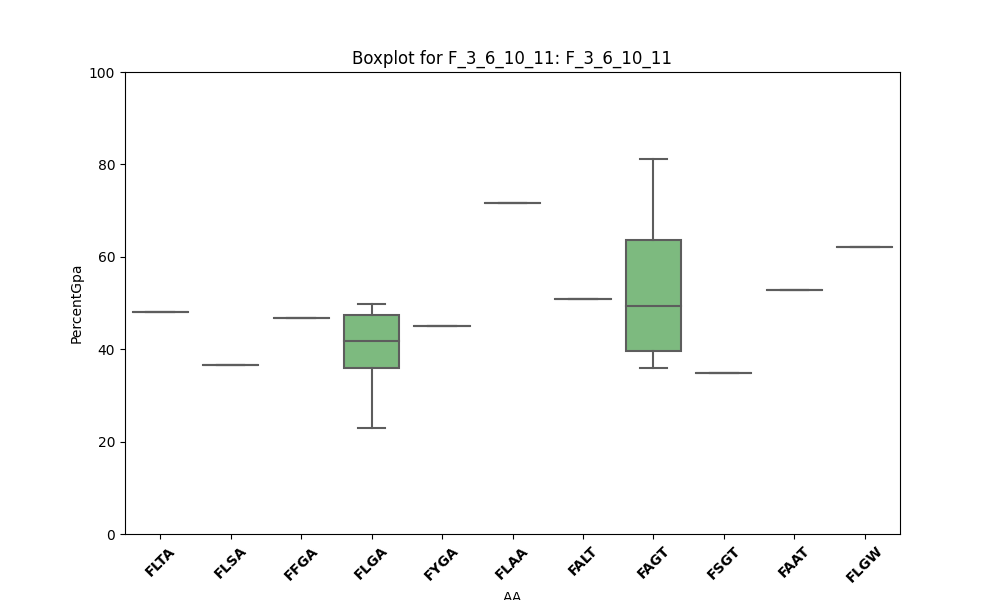 Boxplot for F_3_6_10_11: F_3_6_10_11
100
80
60
40
20
0
PercentGpa
FLTA
FLSA
FFGA
FLGA
FYGA
FLAA
FALT
FAGT
FSGT
FAAT
FLGW
AA